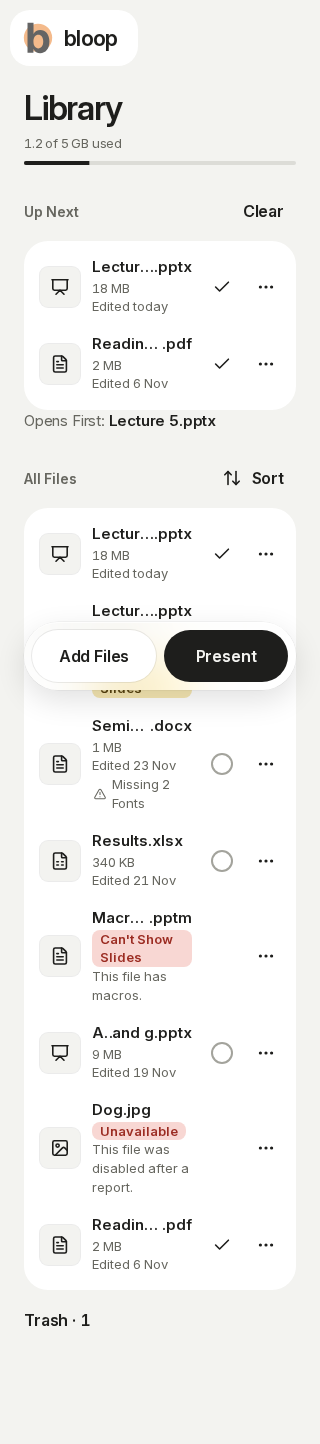 bloop
Library
1.2 of 5 GB used
Up Next
Clear
Lectur….pptx
18 MB
Edited today
Readin… .pdf
2 MB
Edited 6 Nov
Opens First: Lecture 5.pptx
All Files
Sort
Lectur….pptx
18 MB
Edited today
Lectur….pptx
Add Files
Present
Slides
Semi… .docx
1 MB
Edited 23 Nov
Missing 2
Fonts
Results.xlsx
340 KB
Edited 21 Nov
Macr… .pptm
Can't Show
Slides
This file has
macros.
A..and g.pptx
9 MB
Edited 19 Nov
Dog.jpg
Unavailable
This file was
disabled after a
report.
Readin… .pdf
2 MB
Edited 6 Nov
Trash · 1